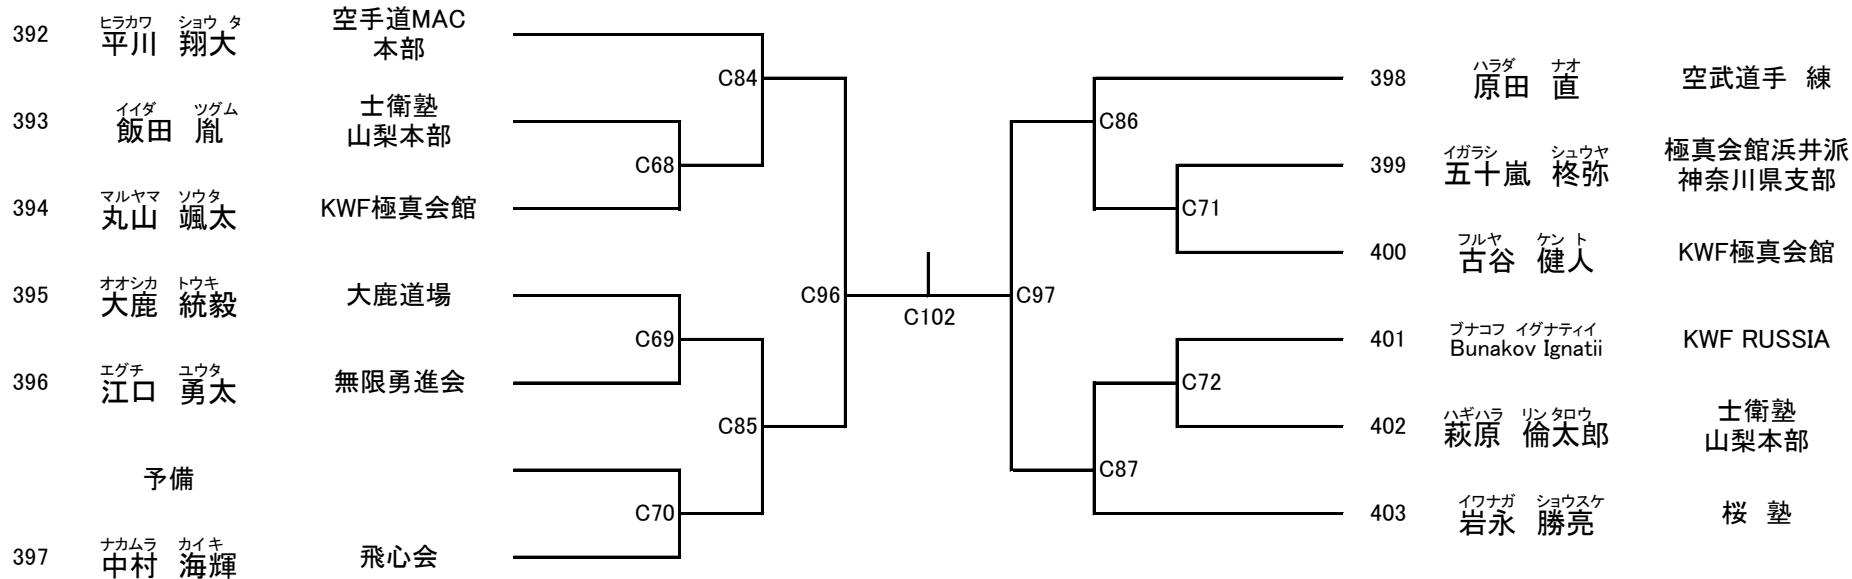 392
ヒラカワ ショウ タ
平川 翔大
空手道MAC
本部
C84
393
イイダ ツグム
飯田 胤
士衛塾
山梨本部
C68
394
マルヤマ ソウタ
丸山 颯太
KWF極真会館
395
オオシカ トウキ
大鹿 統毅
大鹿道場
C96
C69
396
エグチ ユウタ
江口 勇太
無限勇進会
C85
予備
C70
397
ナカムラ カイキ
中村 海輝
飛心会
C102
398
ハラダ ナオ
原田 直
空武道手 練
C86
399
イガラシ シュウヤ
五十嵐 柊弥
極真会館浜井派
神奈川県支部
C71
400
フルヤ ケン ト
古谷 健人
KWF極真会館
C97
401
ブナコフ イグナティイ
Bunakov Ignatii
KWF RUSSIA
C72
402
ハギハラ リンタロウ
萩原 倫太郎
士衛塾
山梨本部
C87
403
イワナガ ショウスケ
岩永 勝亮
桜 塾